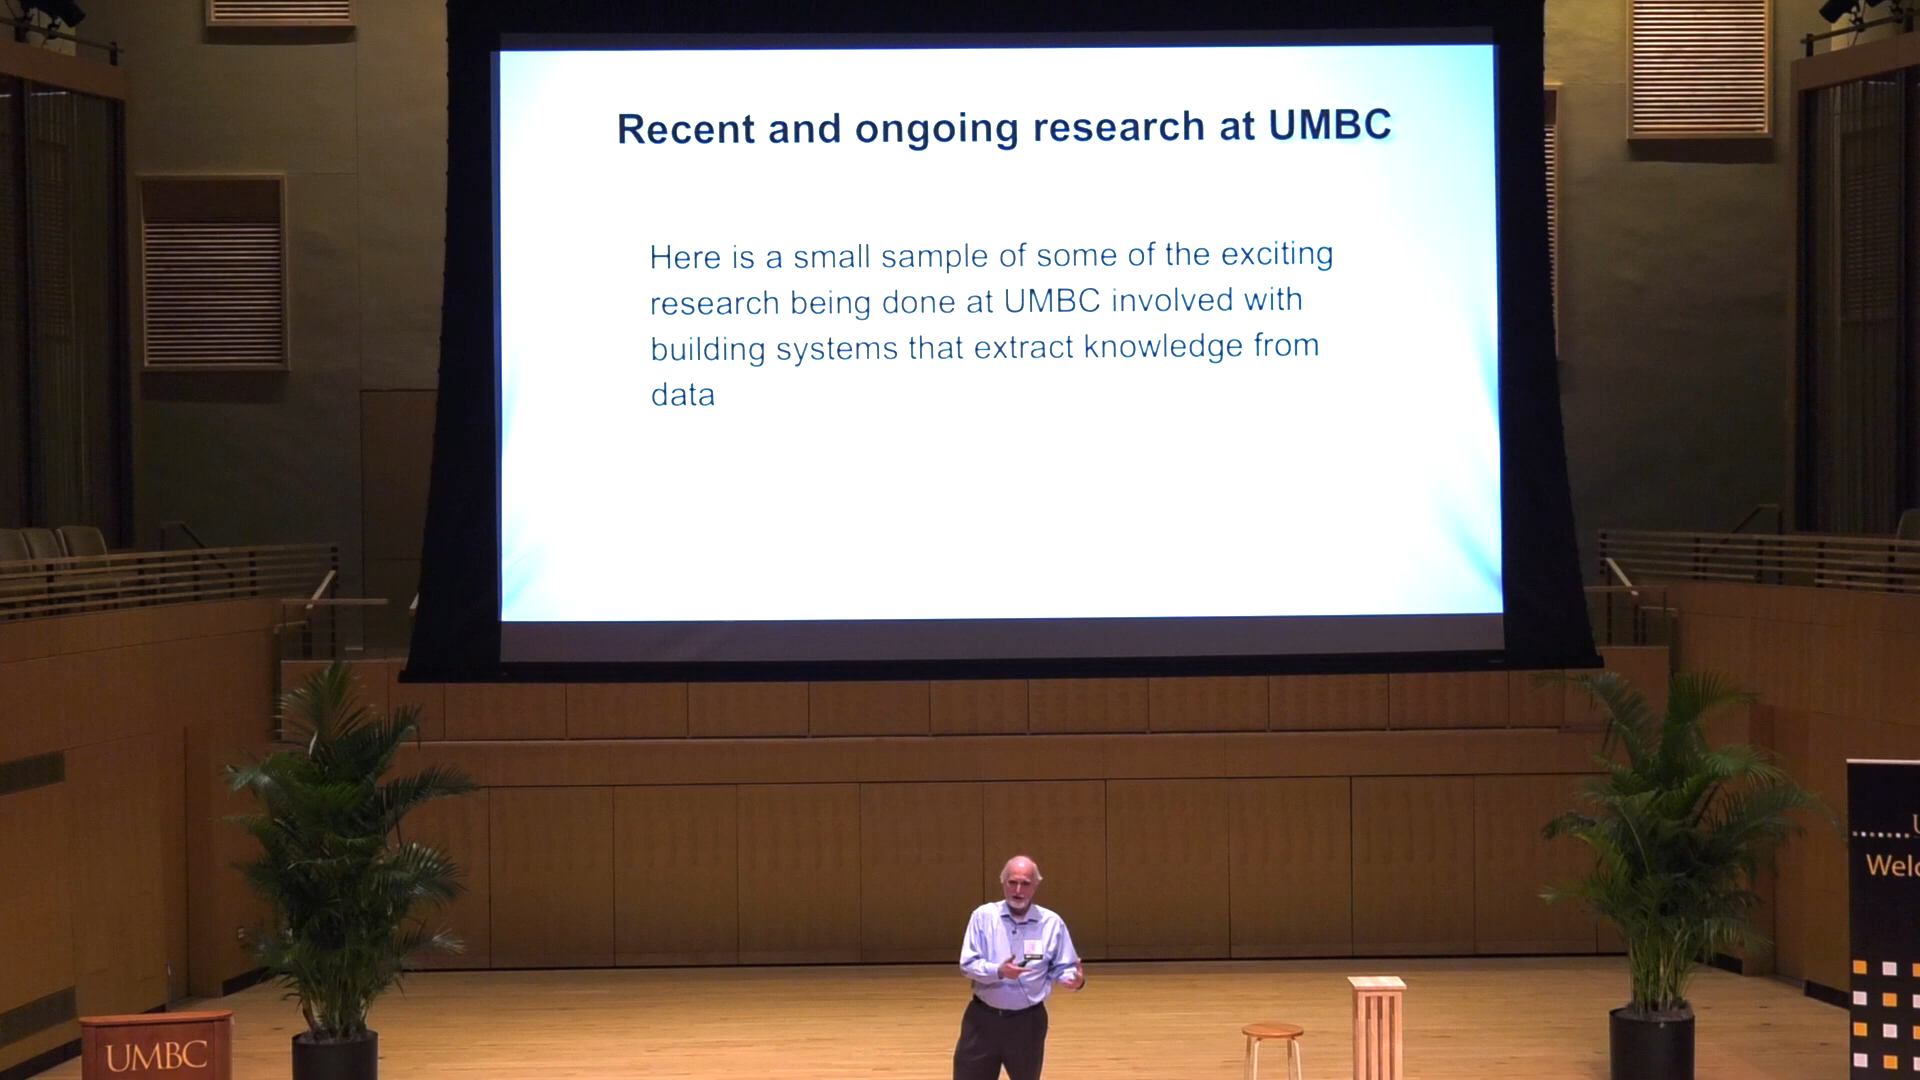 Recent and ongoing research at UMBC
Here is a small sample of some of the exciting
research being done at UMBC involved with
building systems that extract knowledge from
data
UMBC